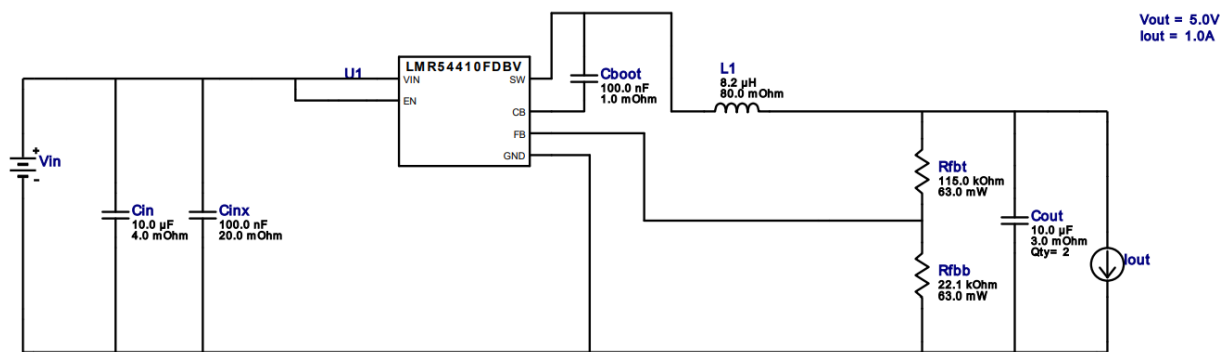 Vout = 5.0V
Iout = 1.0A
U1
LMR54410FDBV
VIN
SW
EN
CB
FB
GND
Cboot
100.0 nF
1.0 mOhm
L1
8.2 µH
80.0 mOhm
+
Vin
-
Cin
10.0 µF
4.0 mOhm
Cinx
100.0 nF
20.0 mOhm
Rfbt
115.0 kOhm
63.0 mW
Rfbb
22.1 kOhm
63.0 mW
Cout
10.0 µF
3.0 mOhm
Qty= 2
Iout